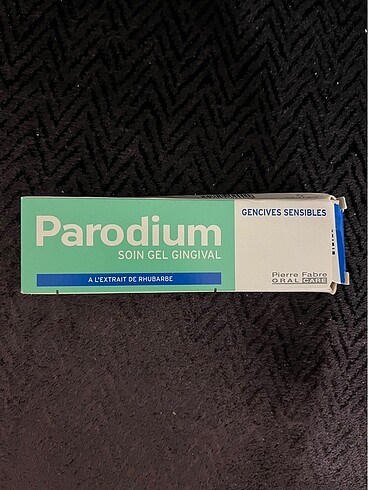 Parodium
SOIN GEL GINGIVAL
A L'EXTRAIT DE RHUBARBE
GENCIVES SENSIBLES
Pierre Fabre
ORAL CARE